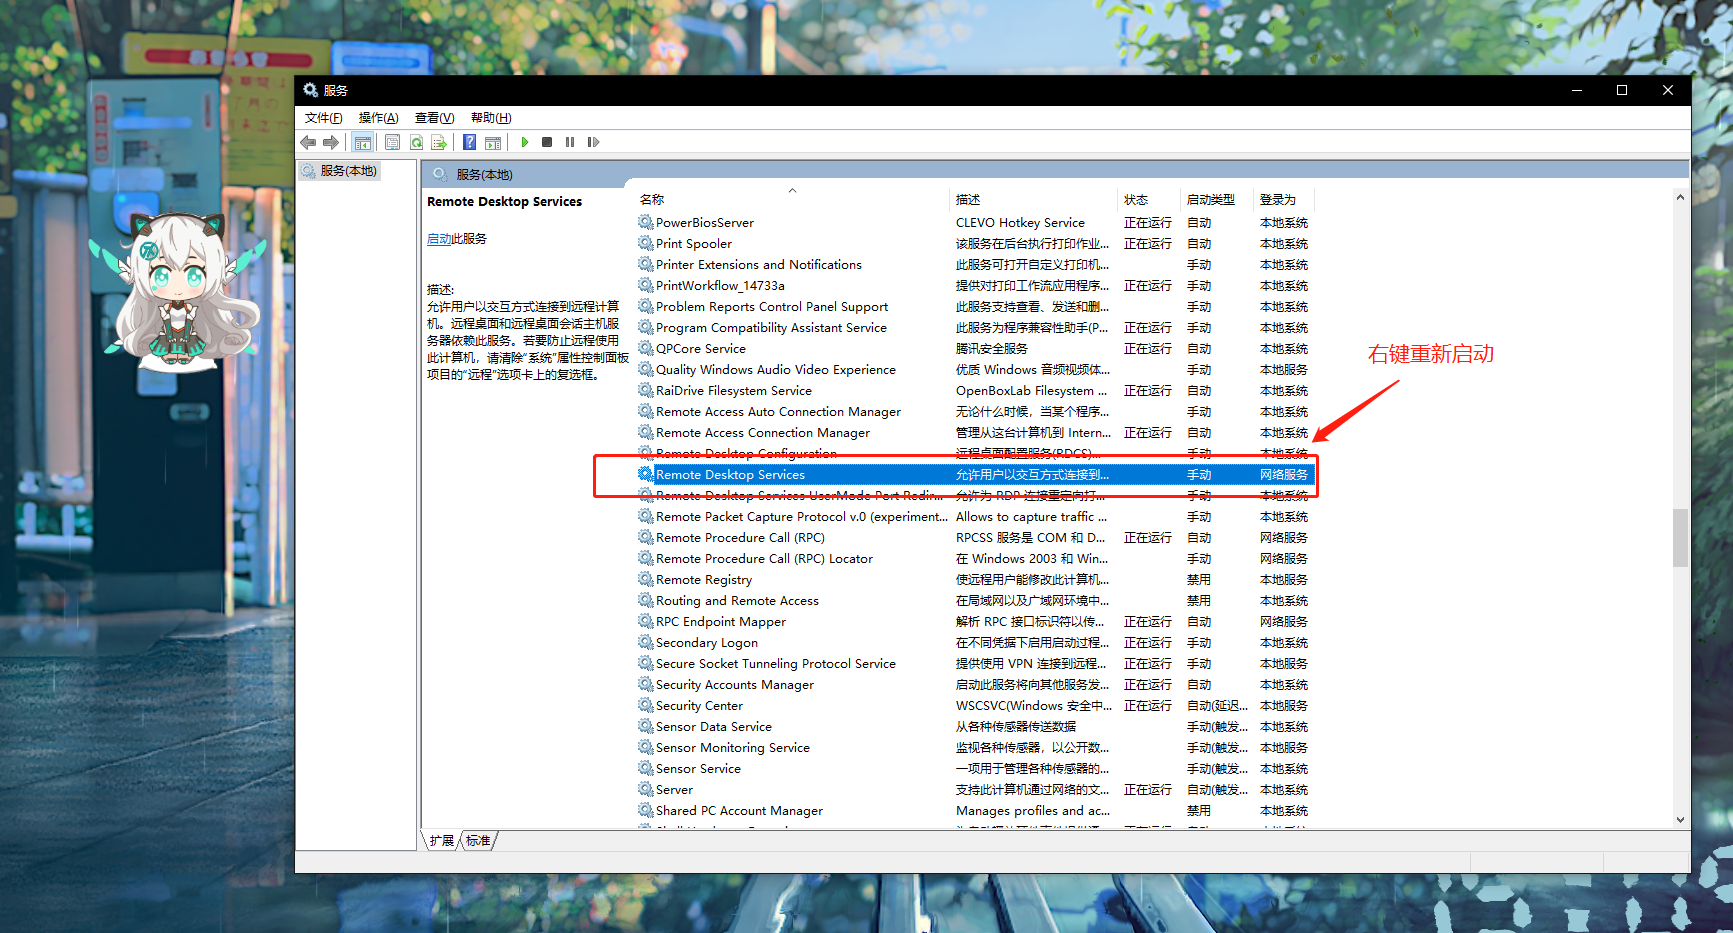 服务
文件(F) 操作(A) 查看(V) 帮助(H)
服务(本地)
服务(本地)
Remote Desktop Services
启动此服务
描述:
允许用户以交互方式连接到远程计算
机。远程桌面和远程桌面会话主机服
务器依赖此服务。若要防止远程使用
此计算机，请清除“系统”属性控制面板
项目的“远程”选项卡上的复选框。
名称 描述 状态 启动类型 登录为
PowerBiosServer CLEVO Hotkey Service 正在运行 自动 本地系统
Print Spooler 该服务在后台执行打印作业... 正在运行 自动 本地系统
Printer Extensions and Notifications 此服务可打开自定义打印机... 手动 本地系统
PrintWorkflow_14733a 提供对打印工作流应用程序... 正在运行 手动 本地系统
Problem Reports Control Panel Support 此服务支持查看、发送和删... 手动 本地系统
Program Compatibility Assistant Service 此服务为程序兼容性助手(P... 正在运行 手动 本地系统
QPCore Service 腾讯安全服务 正在运行 自动 本地系统
Quality Windows Audio Video Experience 优质 Windows 音频视频体... 手动 本地服务
RaiDrive Filesystem Service OpenBoxLab Filesystem ... 正在运行 自动 本地系统
Remote Access Auto Connection Manager 无论什么时候，当某个程序... 手动 本地系统
Remote Access Connection Manager 管理从这台计算机到 Intern... 正在运行 自动 本地系统
Remote Desktop Configuration 远程桌面配置服务(RDCS)... 手动 本地系统
Remote Desktop Services 允许用户以交互方式连接到... 手动 网络服务
Remote Desktop Services UserMode Port Redir... 允许为 RDP 连接重定向打... 手动 本地系统
Remote Packet Capture Protocol v.0 (experiment... Allows to capture traffic ... 手动 本地系统
Remote Procedure Call (RPC) RPCSS 服务是 COM 和 D... 正在运行 自动 网络服务
Remote Procedure Call (RPC) Locator 在 Windows 2003 和 Win... 手动 网络服务
Remote Registry 使远程用户能修改此计算机... 禁用 本地服务
Routing and Remote Access 在局域网以及广域网环境中... 禁用 本地系统
RPC Endpoint Mapper 解析 RPC 接口标识符以传... 正在运行 自动 网络服务
Secondary Logon 在不同凭据下启用启动过程... 正在运行 手动 本地系统
Secure Socket Tunneling Protocol Service 提供使用 VPN 连接到远程... 正在运行 手动 本地服务
Security Accounts Manager 启动此服务将向其他服务发... 正在运行 自动 本地系统
Security Center WSCSVC(Windows 安全中... 正在运行 自动(延迟... 本地服务
Sensor Data Service 从各种传感器传送数据 手动(触发... 本地系统
Sensor Monitoring Service 监视各种传感器，以公开数... 手动(触发... 本地服务
Sensor Service 一项用于管理各种传感器的... 手动(触发... 本地系统
Server 支持此计算机通过网络的文... 正在运行 自动(触发... 本地系统
Shared PC Account Manager Manages profiles and ac... 禁用 本地系统
右键重新启动
扩展 标准